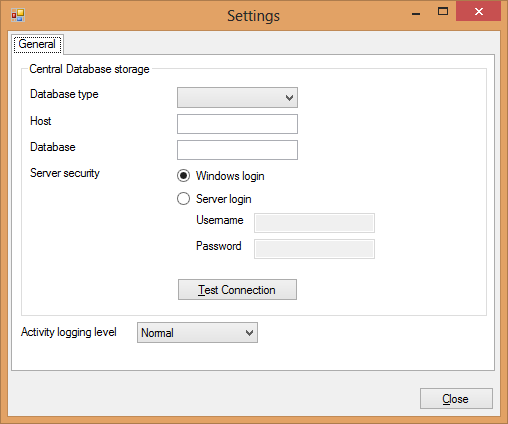 Settings
General
Central Database storage
Database type
Host
Database
Server security
Windows login
Server login
Username
Password
Test Connection
Activity logging level Normal
Close